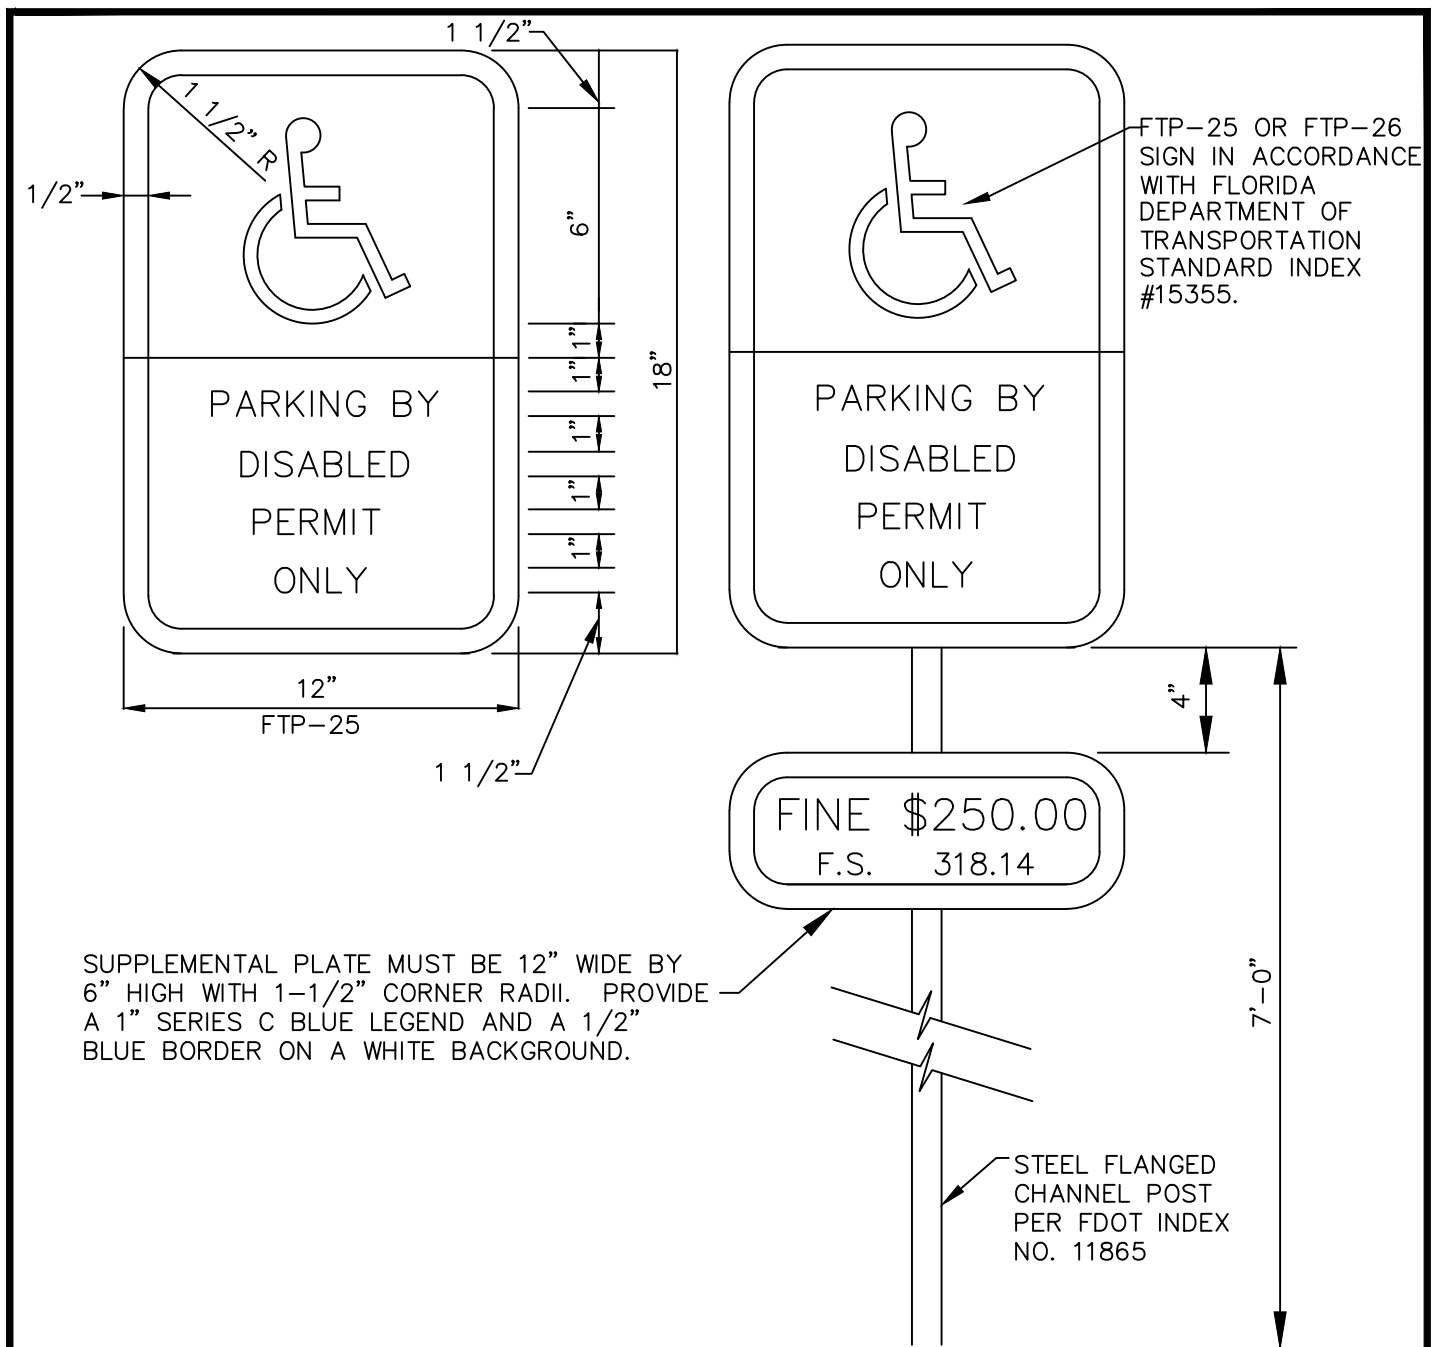 1 1/2”
1 1/2” R
1/2”
6”
1”
1”
1”
1”
1”
18”
PARKING BY
DISABLED
PERMIT
ONLY
12”
FTP-25
1 1/2”
FTP-25 OR FTP-26
SIGN IN ACCORDANCE
WITH FLORIDA
DEPARTMENT OF
TRANSPORTATION
STANDARD INDEX
#15355.
PARKING BY
DISABLED
PERMIT
ONLY
4”
FINE $250.00
F.S. 318.14
SUPPLEMENTAL PLATE MUST BE 12” WIDE BY
6” HIGH WITH 1-1/2” CORNER RADII. PROVIDE
A 1” SERIES C BLUE LEGEND AND A 1/2”
BLUE BORDER ON A WHITE BACKGROUND.
7’-0”
STEEL FLANGED
CHANNEL POST
PER FDOT INDEX
NO. 11865